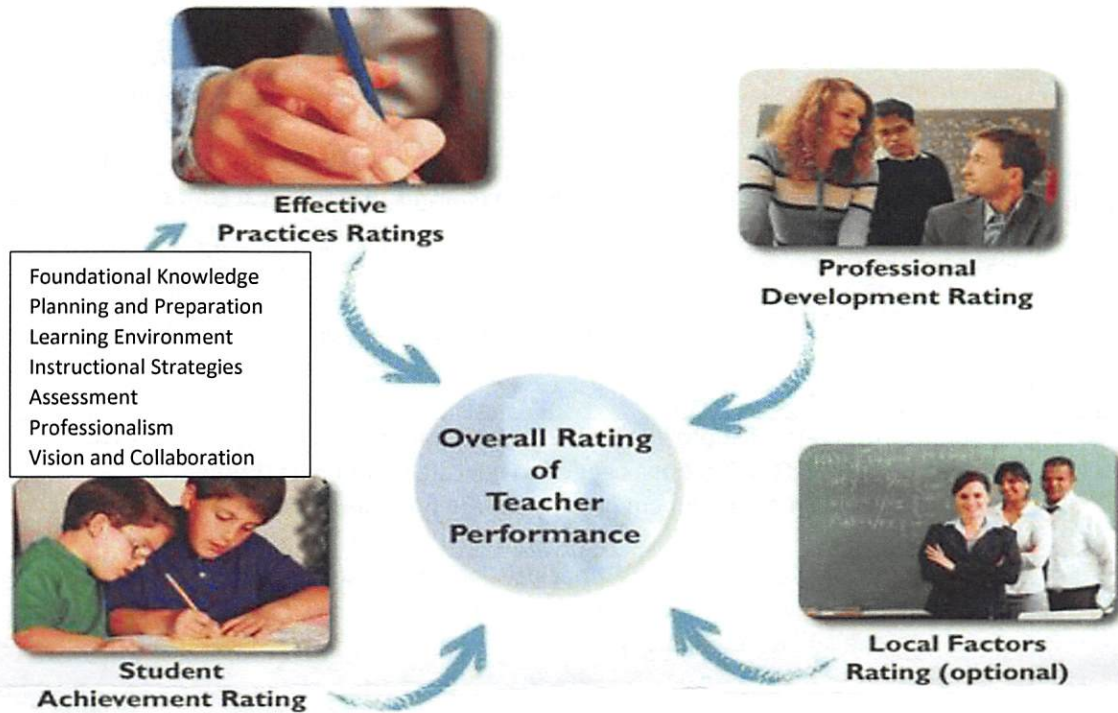 Effective
Practices Ratings
Professional
Development Rating
Foundational Knowledge
Planning and Preparation
Learning Environment
Instructional Strategies
Assessment
Professionalism
Vision and Collaboration
Overall Rating
of
Teacher
Performance
Student
Achievement Rating
Local Factors
Rating (optional)